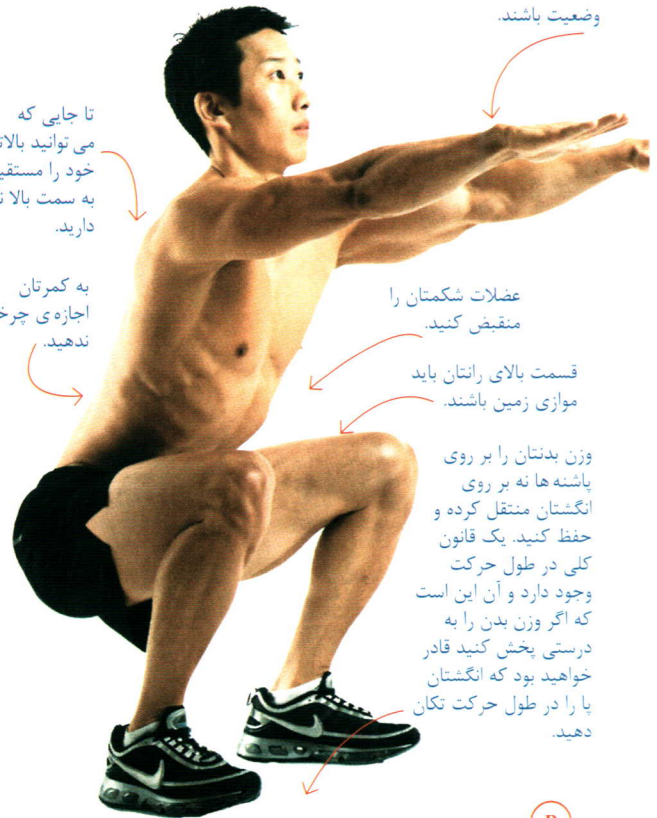 وضعیت باشند.
تا جایی که
می توانید
خود را
به سمت بالا
دارید.
به کمرتان
اجازه ی
ندهید.
عضلات شکمتان را
منقبض کنید.
قسمت بالای رانتان باید
موازی زمین باشند.
وزن بدنتان را بر روی
پاشنه ها نه بر روی
انگشتان منتقل کرده و
حفظ کنید. یک قانون
کلی در طول حرکت
وجود دارد و آن این است
که اگر وزن بدن را به
درستی پخش کنید قادر
خواهید بود که انگشتان
پا را در طول حرکت تکان
دهید.